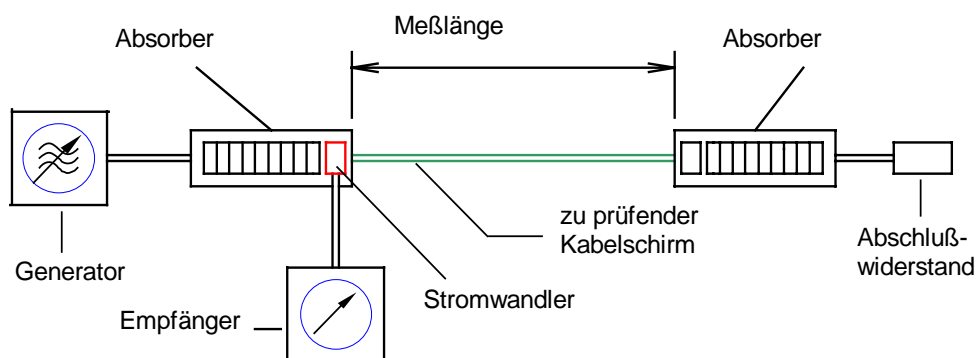 Absorber
Meßlänge
Absorber
Generator
Empfänger
Stromwandler
zu prüfender
Kabelschirm
Abschluß-
widerstand